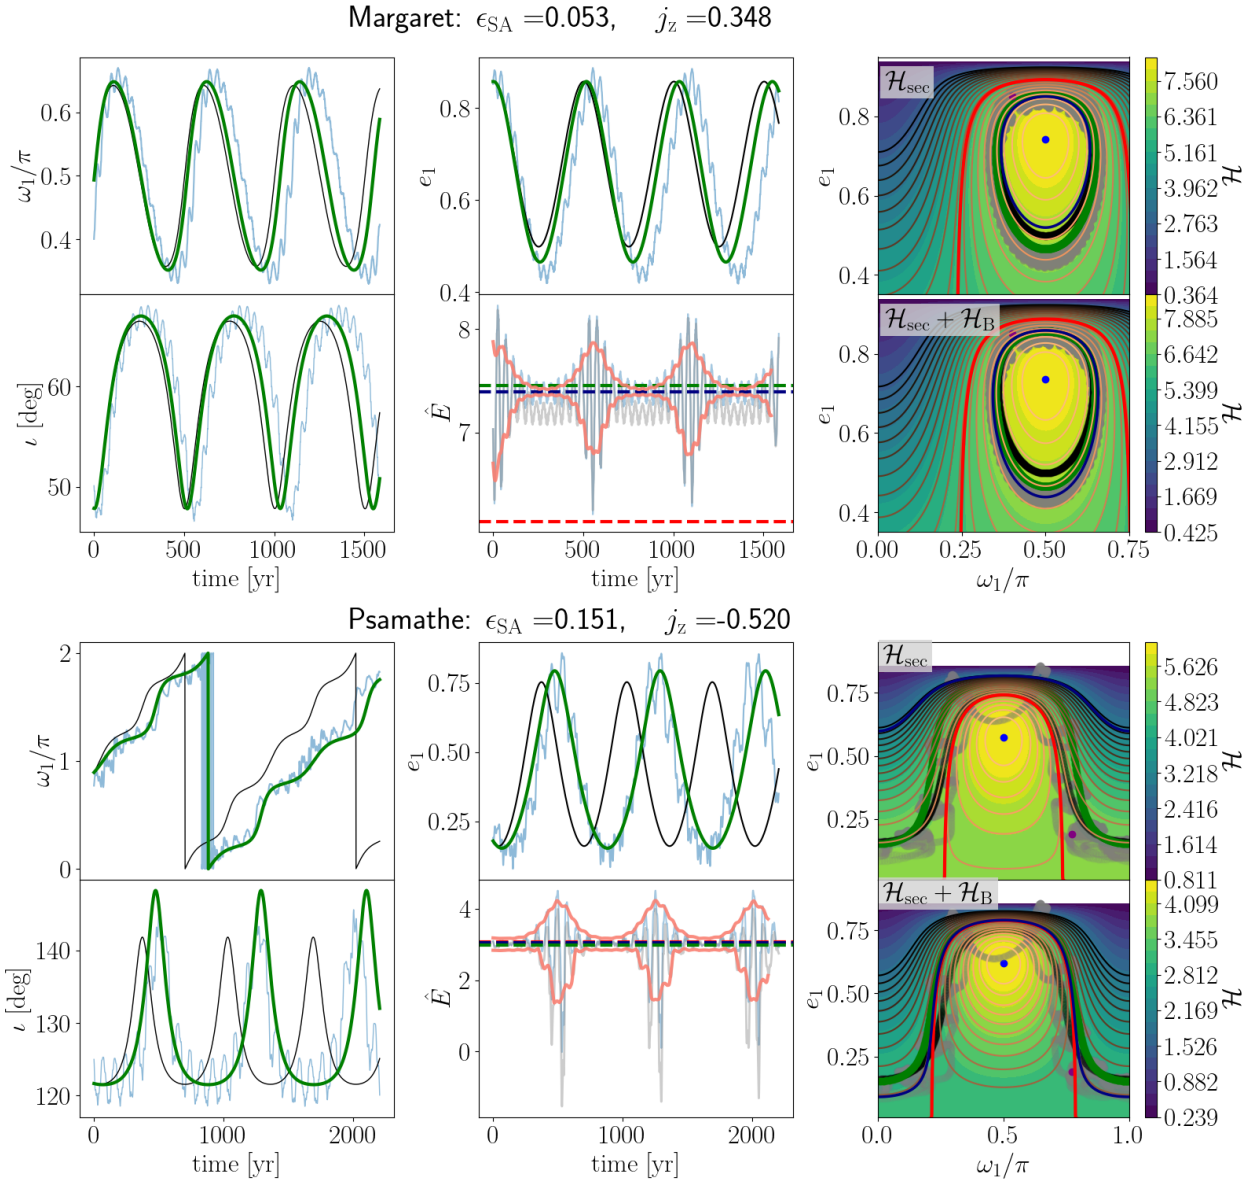 Margaret: ϵSA =0.053, jz =0.348
ω1/π
0.6
0.5
0.4
ι [deg]
60
50
0
500
1000
1500
time [yr]
e1
0.8
0.6
0.4
Ê
8
7
0
500
1000
1500
time [yr]
ℋsec
e1
0.8
0.6
0.4
7.560
6.361
5.161
3.962
2.763
1.564
0.364
ℋ
ℋsec + ℋB
e1
0.8
0.6
0.4
0.00
0.25
0.50
0.75
ω1/π
7.885
6.642
5.399
4.155
2.912
1.669
0.425
ℋ
Psamathe: ϵSA =0.151, jz =-0.520
ω1/π
2
1
0
ι [deg]
140
130
120
0
1000
2000
time [yr]
e1
0.75
0.50
0.25
Ê
4
2
0
0
1000
2000
time [yr]
ℋsec
e1
0.75
0.50
0.25
5.626
4.823
4.021
3.218
2.416
1.614
0.811
ℋ
ℋsec + ℋB
e1
0.75
0.50
0.25
0.0
0.5
1.0
ω1/π
4.099
3.455
2.812
2.169
1.526
0.882
0.239
ℋ